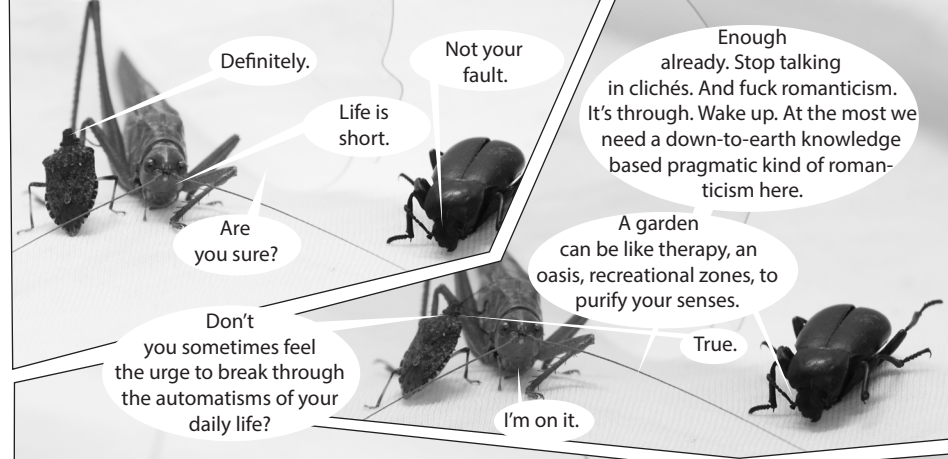 Definitely.
Life is
short.
Not your
fault.
Are
you sure?
Enough
already. Stop talking
in clichés. And fuck romanticism.
It's through. Wake up. At the most we
need a down-to-earth knowledge
based pragmatic kind of roman-
ticism here.
A garden
can be like therapy, an
oasis, recreational zones, to
purify your senses.
Don't
you sometimes feel
the urge to break through
the automatisms of your
daily life?
True.
I'm on it.